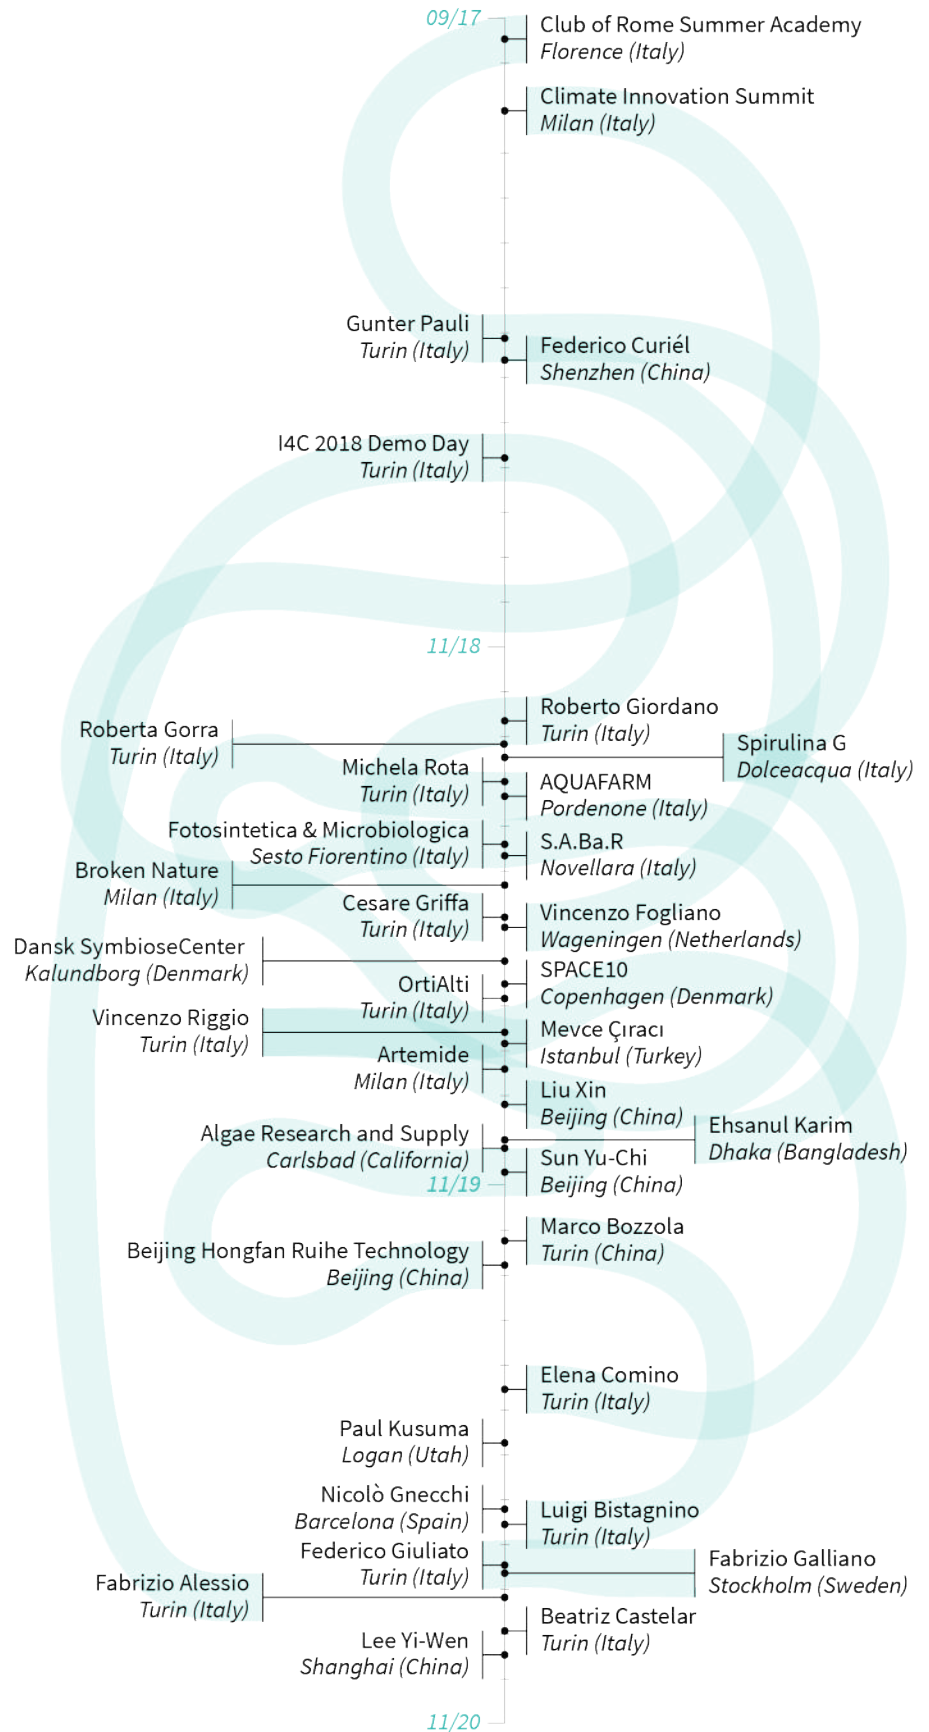 09/17
Club of Rome Summer Academy
Florence (Italy)
Climate Innovation Summit
Milan (Italy)
Gunter Pauli
Turin (Italy)
Federico Curiél
Shenzhen (China)
I4C 2018 Demo Day
Turin (Italy)
11/18
Roberto Giordano
Turin (Italy)
Roberta Gorra
Turin (Italy)
Spirulina G
Dolceacqua (Italy)
Michela Rota
Turin (Italy)
AQUAFARM
Pordenone (Italy)
Fotosintetica & Microbiologica
Sesto Fiorentino (Italy)
S.A.Ba.R
Novellara (Italy)
Broken Nature
Milan (Italy)
Cesare Griffa
Turin (Italy)
Vincenzo Fogliano
Wageningen (Netherlands)
Dansk SymbioseCenter
Kalundborg (Denmark)
SPACE10
Copenhagen (Denmark)
OrtiAlti
Turin (Italy)
Vincenzo Riggio
Turin (Italy)
Mevce Çıracı
Istanbul (Turkey)
Artemide
Milan (Italy)
Liu Xin
Beijing (China)
Ehsanul Karim
Dhaka (Bangladesh)
Algae Research and Supply
Carlsbad (California)
Sun Yu-Chi
Beijing (China)
11/19
Marco Bozzola
Turin (China)
Beijing Hongfan Ruihe Technology
Beijing (China)
Elena Comino
Turin (Italy)
Paul Kusuma
Logan (Utah)
Nicolò Gnecchi
Barcelona (Spain)
Luigi Bistagnino
Turin (Italy)
Federico Giuliato
Turin (Italy)
Fabrizio Galliano
Stockholm (Sweden)
Fabrizio Alessio
Turin (Italy)
Beatriz Castelar
Turin (Italy)
Lee Yi-Wen
Shanghai (China)
11/20